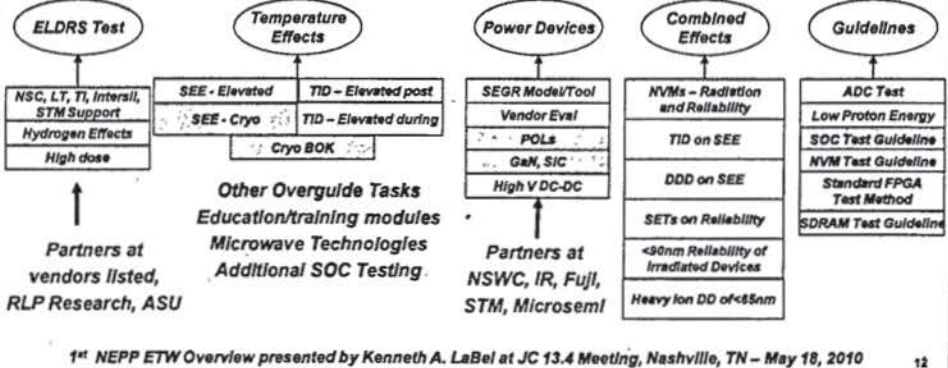 ELDRS Test
NSC, LT, TI, Intersil,
STM Support
Hydrogen Effects
High dose
Partners at
vendors listed,
RLP Research, ASU
Temperature
Effects
SEE - Elevated
TID – Elevated post
SEE - Cryo
TID – Elevated during
Cryo BOK
Other Overguide Tasks
Education/training modules
Microwave Technologies
Additional SOC Testing
Power Devices
SEGR Model/Tool
Vendor Eval
POLs
GaN, SiC
High V DC-DC
Partners at
NSWC, IR, Fuji,
STM, Microsemi
Combined
Effects
NVMs – Radiation
and Reliability
TID on SEE
DDD on SEE
SETs on Reliability
<90nm Reliability of
Irradiated Devices
Heavy Ion DD of<65nm
Guidelines
ADC Test
Low Proton Energy
SOC Test Guideline
NVM Test Guideline
Standard FPGA
Test Method
SDRAM Test Guideline
1st NEPP ETW Overview presented by Kenneth A. LaBel at JC 13.4 Meeting, Nashville, TN – May 18, 2010
12